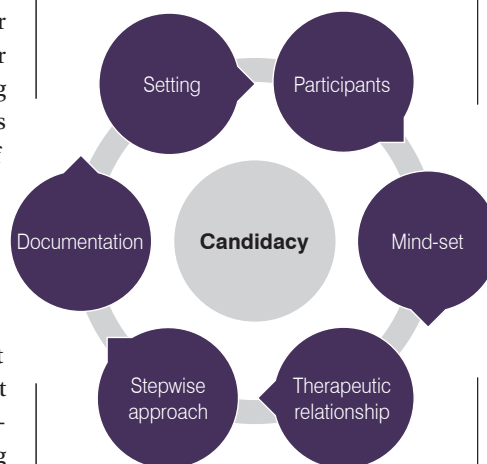 Setting
Participants
Documentation
Candidacy
Mind-set
Stepwise
approach
Therapeutic
relationship